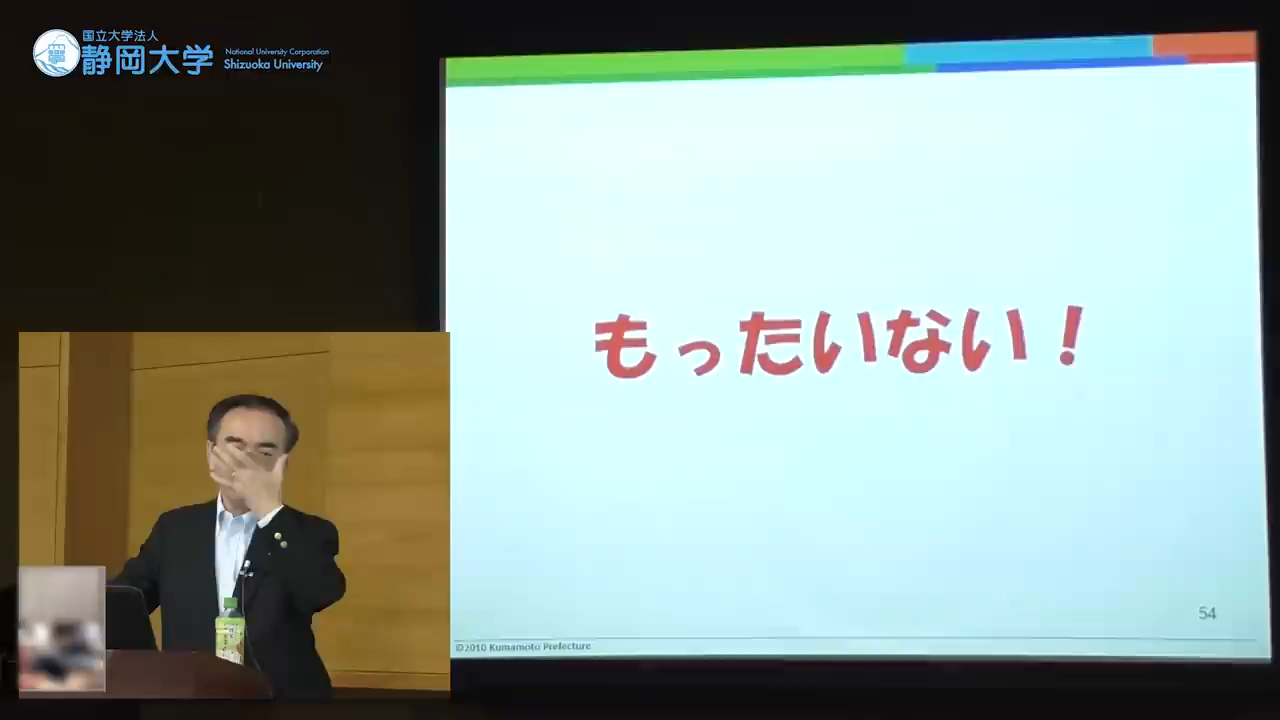 国立大学法人
静岡大学
National University Corporation
Shizuoka University
もったいない！
54
©2010 Kumamoto Prefecture